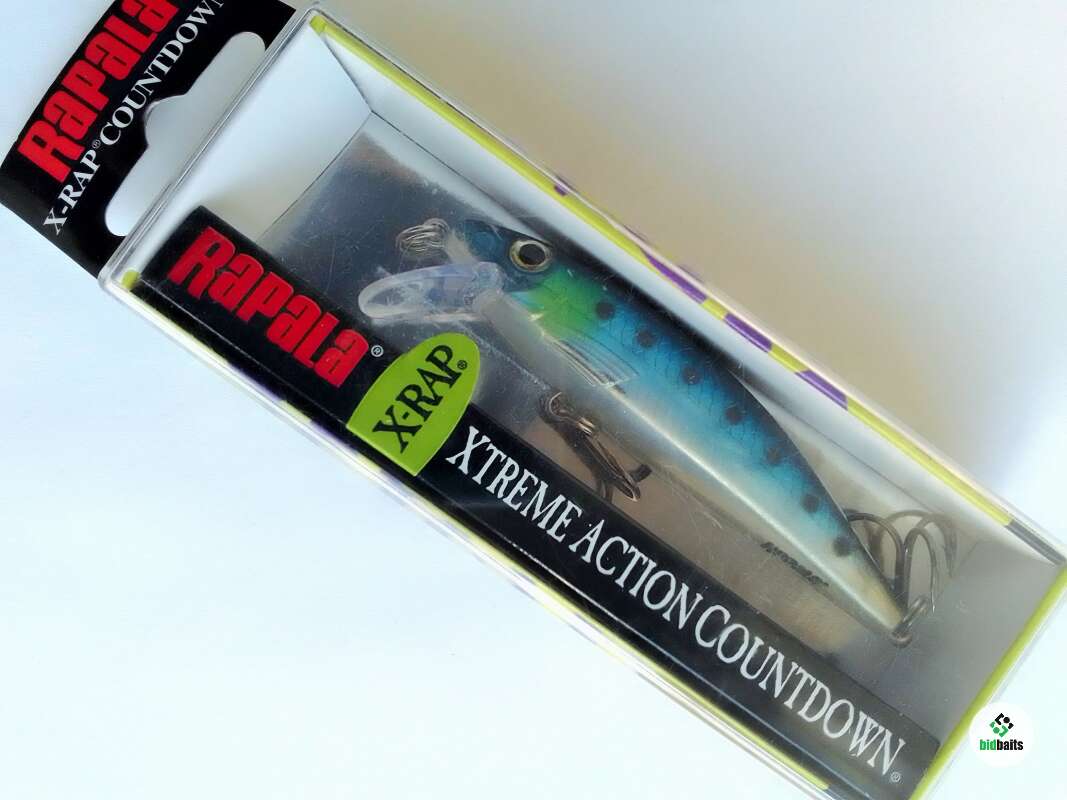 RAPALA
X-RAP® COUNTDOWN
RAPALA®
X-RAP®
XTREME ACTION COUNTDOWN®
bidbaits